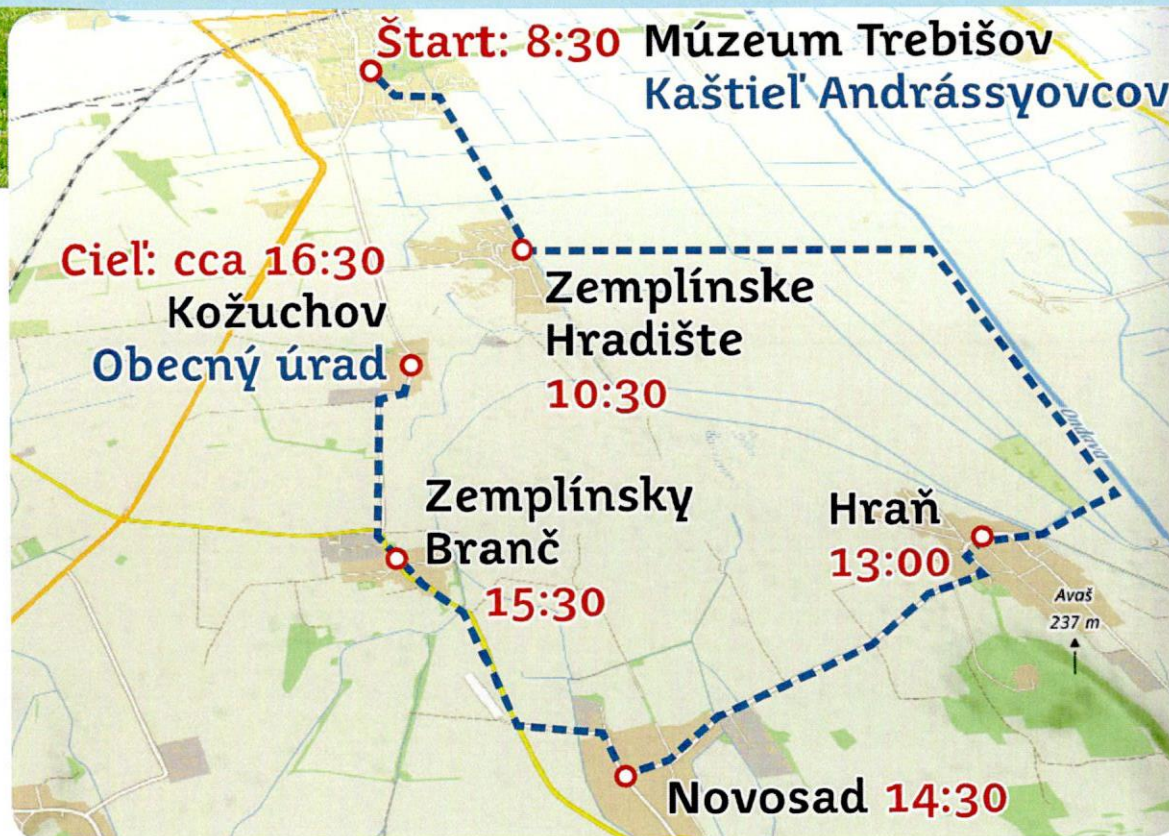 Štart: 8:30 Múzeum Trebišov
Kaštieľ Andrássyovcov
Cieľ: cca 16:30
Kožuchov
Obecný úrad
Zemplínske
Hradište
10:30
Ondava
Zemplínsky
Branč
15:30
Hraň
13:00
Avaš
237 m
Novosad 14:30